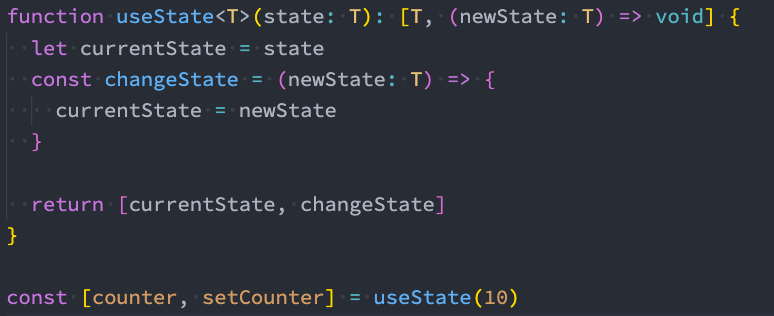 function useState<T>(state: T): [T, (newState: T) => void] {
  let currentState = state
  const changeState = (newState: T) => {
    currentState = newState
  }

  return [currentState, changeState]
}

const [counter, setCounter] = useState(10)